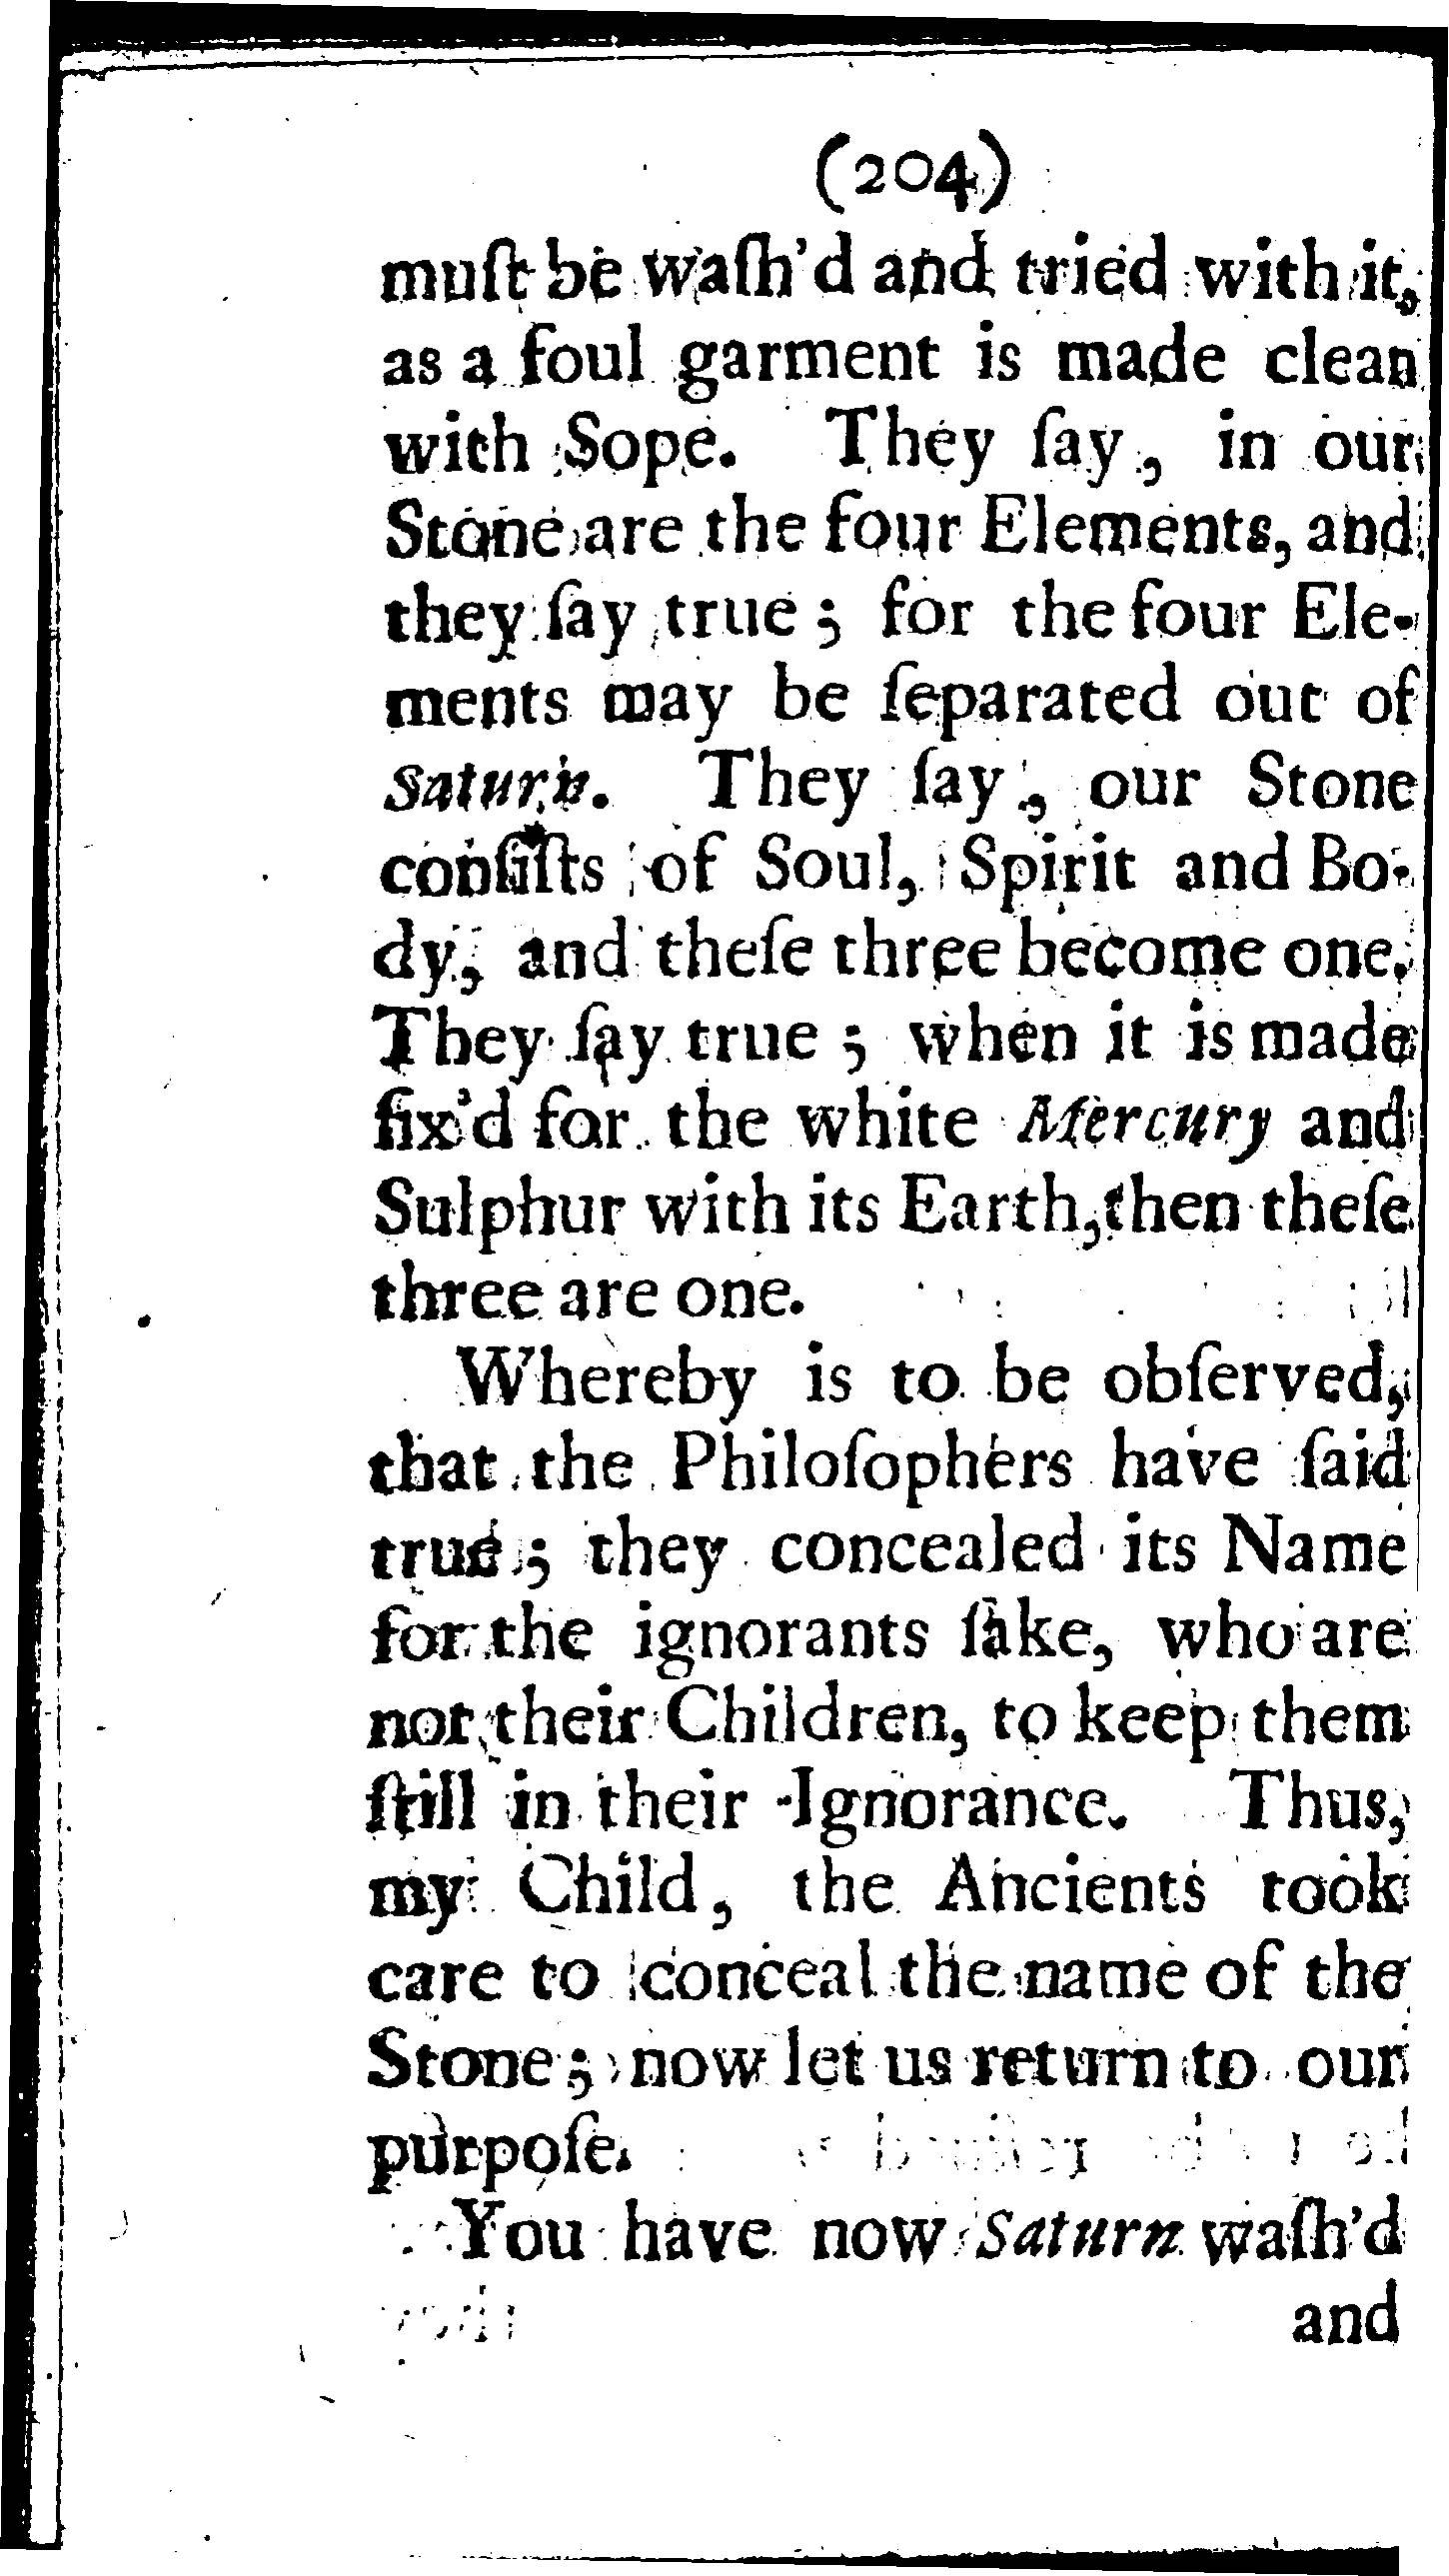 (204)
muſt be waſh'd and tried with it,
as a foul garment is made clean
with Sope. They ſay, in our
Stone are the four Elements, and
they ſay true; for the four Ele-
ments may be ſeparated out of
Saturn. They ſay, our Stone
conſiſts of Soul, Spirit and Bo-
dy, and theſe three become one.
They ſay true; when it is made
fix'd for the white Mercury and
Sulphur with its Earth, then theſe
three are one.
Whereby is to be obſerved,
that the Philoſophers have ſaid
true; they concealed its Name
for the ignorants ſake, who are
not their Children, to keep them
ſtill in their Ignorance. Thus,
my Child, the Ancients took
care to conceal the name of the
Stone; now let us return to our
purpoſe.
You have now Saturn waſh'd
and